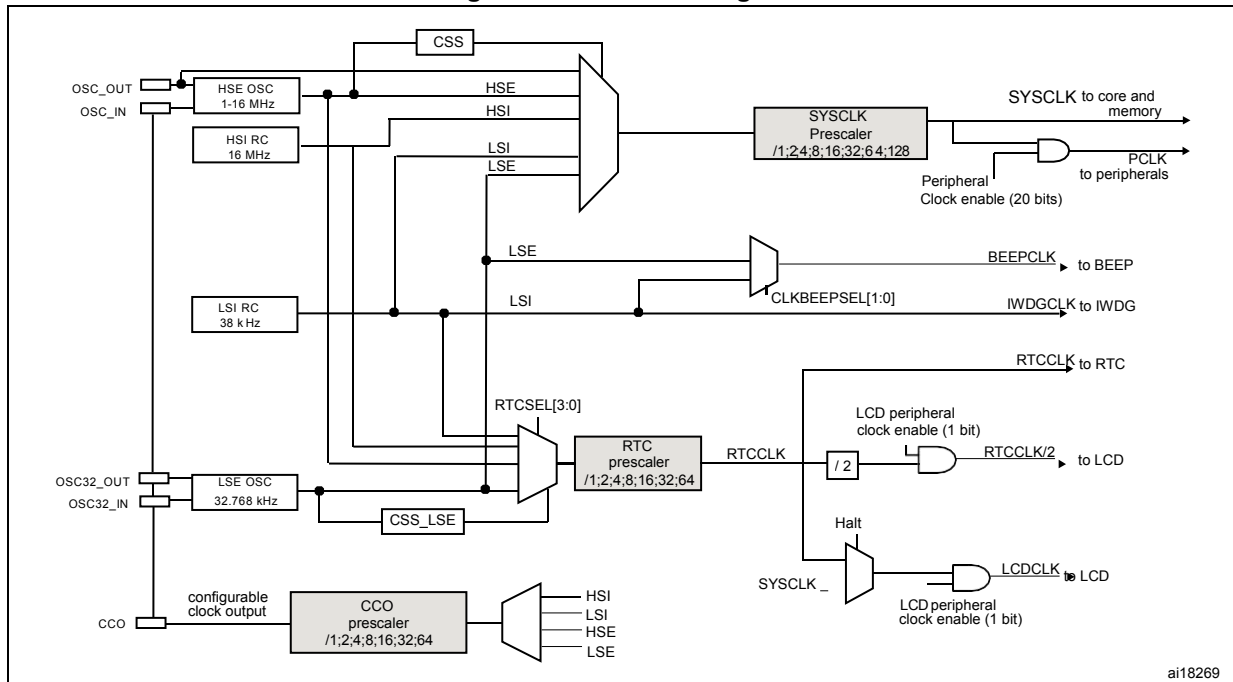 CSS
OSC_OUT
OSC_IN
HSE OSC
1-16 MHz
HSE
HSI
HSI RC
16 MHz
LSI
LSE
SYSCLK
Prescaler
/1;2;4;8;16;32;6 4;128
SYSCLK to core and
memory
PCLK
to peripherals
Peripheral
Clock enable (20 bits)
LSE
BEEPCLK
to BEEP
CLKBEEPSEL[1:0]
LSI RC
38 kHz
LSI
IWDGCLK to IWDG
RTCCLK to RTC
RTCSEL[3:0]
LCD peripheral
clock enable (1 bit)
RTC
prescaler
/1;2;4;8;16;32;64
RTCCLK
/ 2
RTCCLK/2
to LCD
OSC32_OUT
OSC32_IN
LSE OSC
32.768 kHz
CSS_LSE
Halt
SYSCLK _
LCDCLK to LCD
LCD peripheral
clock enable (1 bit)
CCO
configurable
clock output
CCO
prescaler
/1;2;4;8;16;32;64
HSI
LSI
HSE
LSE
ai18269